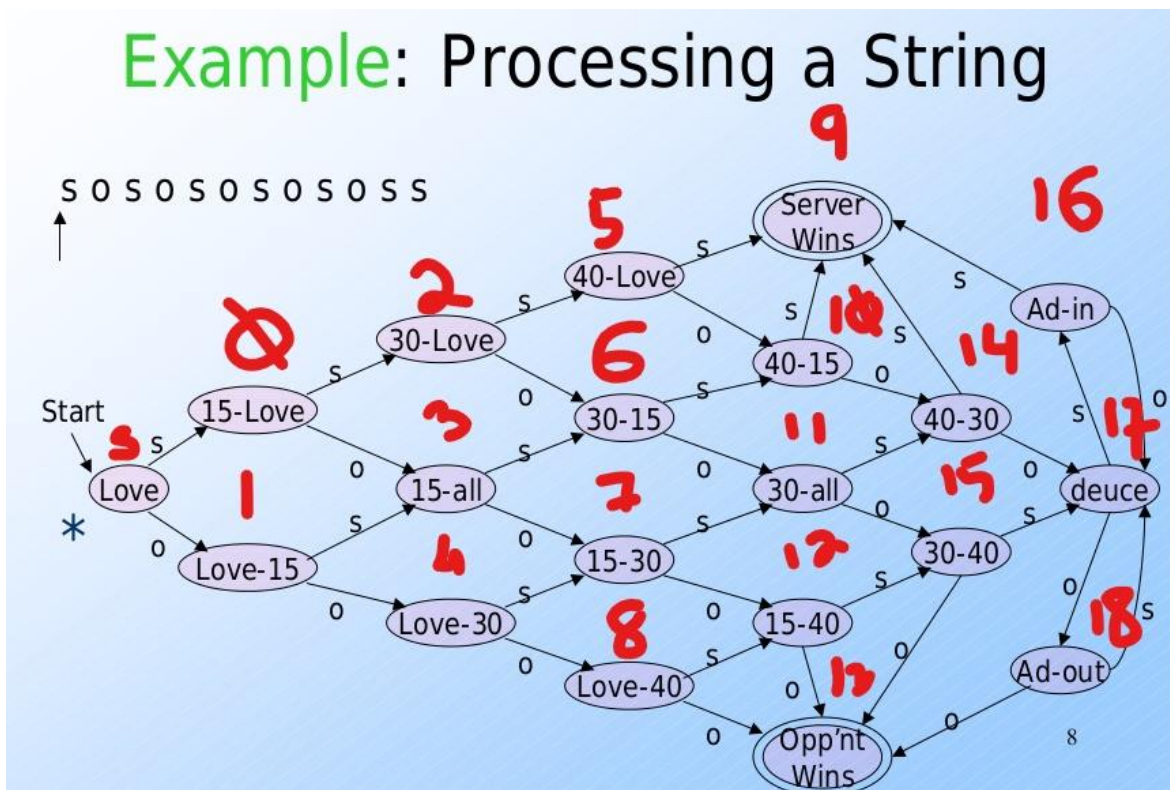 Example: Processing a String
9
s o s o s o s o s o s s
16
5
Server
Wins
2
s
40-Love
s
Ad-in
0
s
30-Love
10
s
s
14
6
o
40-15
Start
s
15-Love
3
o
s
o
40-30
s
o
17
S
s
30-15
11
s
Love
o
15-all
s
7
o
30-all
s
15
o
deuce
*
1
o
s
4
o
15-30
s
12
o
30-40
s
Love-15
o
Love-30
s
8
o
15-40
s
o
18
s
o
Love-40
s
o
13
o
Ad-out
o
Opp'nt
Wins
o
8